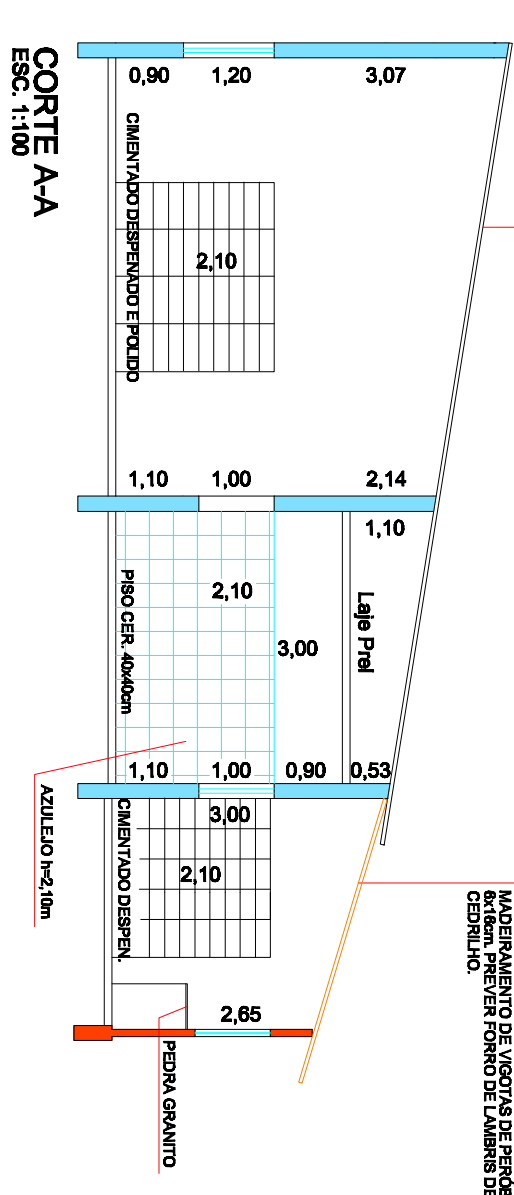 CORTE A-A
ESC. 1:100
0,90
1,20
3,07
CIMENTADO DESPENADO E POLIDO
2,10
1,10
1,00
2,14
1,10
PISO CER. 40x40cm
2,10
3,00
Laje Prel
1,10
1,00
0,90
0,53
AZULEJO h=2,10m
CIMENTADO DESPEN.
3,00
2,10
2,65
PEDRA GRANITO
MADEIRAMENTO DE VIGOTAS DE PERÓB
6x16cm. PREVER FORRO DE LAMBRIS DE
CEDRILHO.